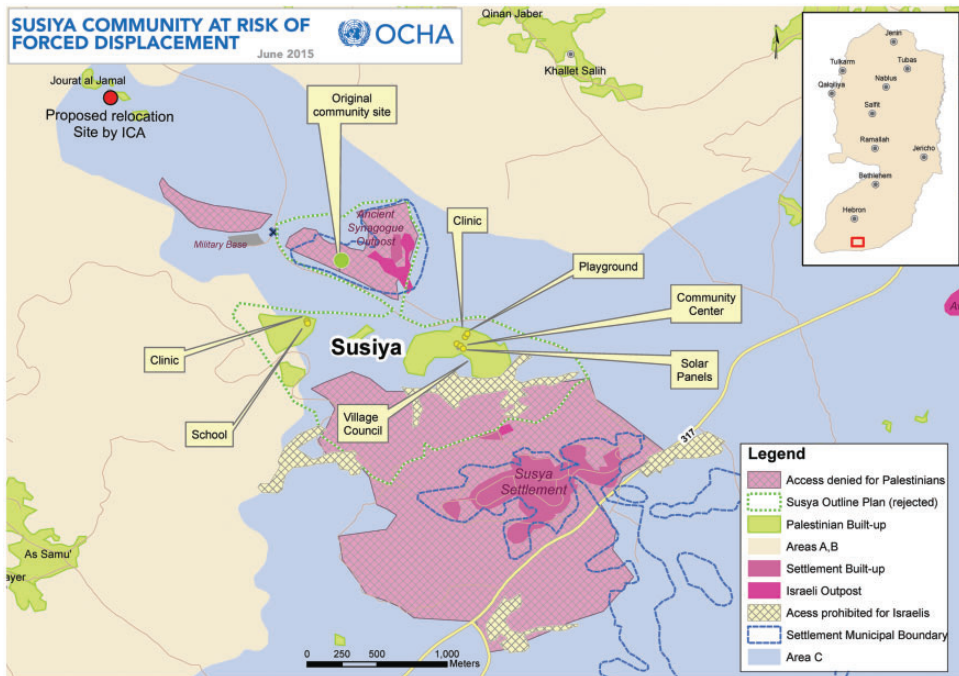 SUSIYA COMMUNITY AT RISK OF
FORCED DISPLACEMENT
June 2015
OCHA
Qinan Jaber
Khallet Salih
Jourat al Jamal
Proposed relocation
Site by ICA
Original
community site
Ancient
Synagogue
Outpost
Military Base
Clinic
Playground
Community
Center
Solar
Panels
Susiya
Clinic
School
Village
Council
Susya
Settlement
317
As Samu'
ayer
0 250 500 1,000
Meters
Jenin
Tulkarm
Tubas
Nablus
Qalqiliya
Salfit
Ramallah
Jericho
Bethlehem
Hebron
Legend
Access denied for Palestinians
Susya Outline Plan (rejected)
Palestinian Built-up
Areas A,B
Settlement Built-up
Israeli Outpost
Acess prohibited for Israelis
Settlement Municipal Boundary
Area C